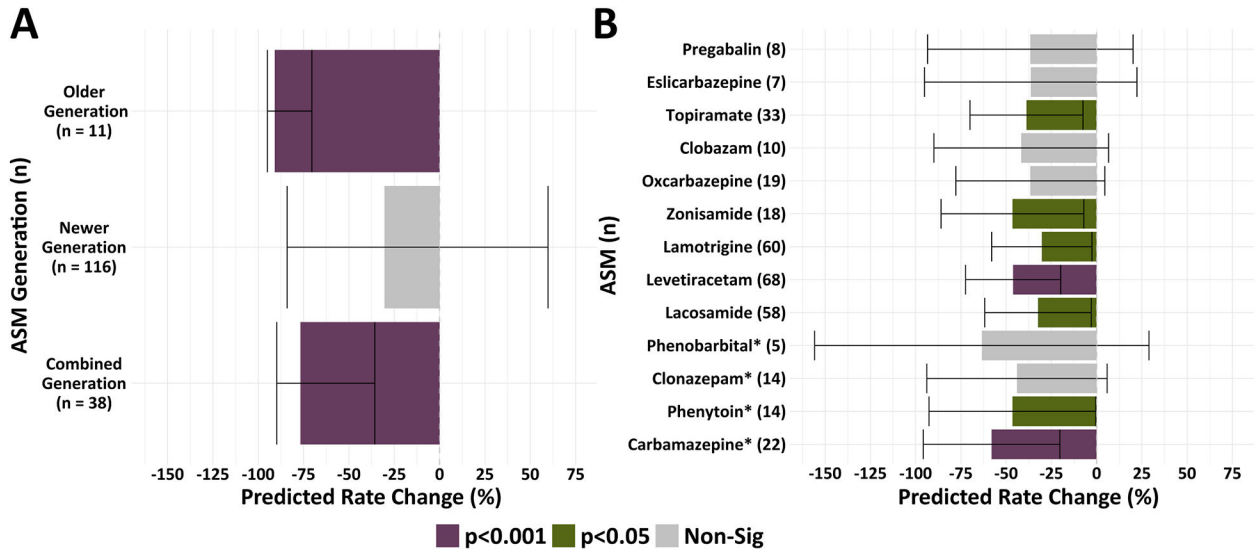 A
ASM Generation (n)
Older
Generation
(n = 11)
Newer
Generation
(n = 116)
Combined
Generation
(n = 38)
-150 -125 -100 -75 -50 -25 0 25 50 75
Predicted Rate Change (%)
B
ASM (n)
Pregabalin (8)
Eslicarbazepine (7)
Topiramate (33)
Clobazam (10)
Oxcarbazepine (19)
Zonisamide (18)
Lamotrigine (60)
Levetiracetam (68)
Lacosamide (58)
Phenobarbital* (5)
Clonazepam* (14)
Phenytoin* (14)
Carbamazepine* (22)
-150 -125 -100 -75 -50 -25 0 25 50 75
Predicted Rate Change (%)
p<0.001 p<0.05 Non-Sig